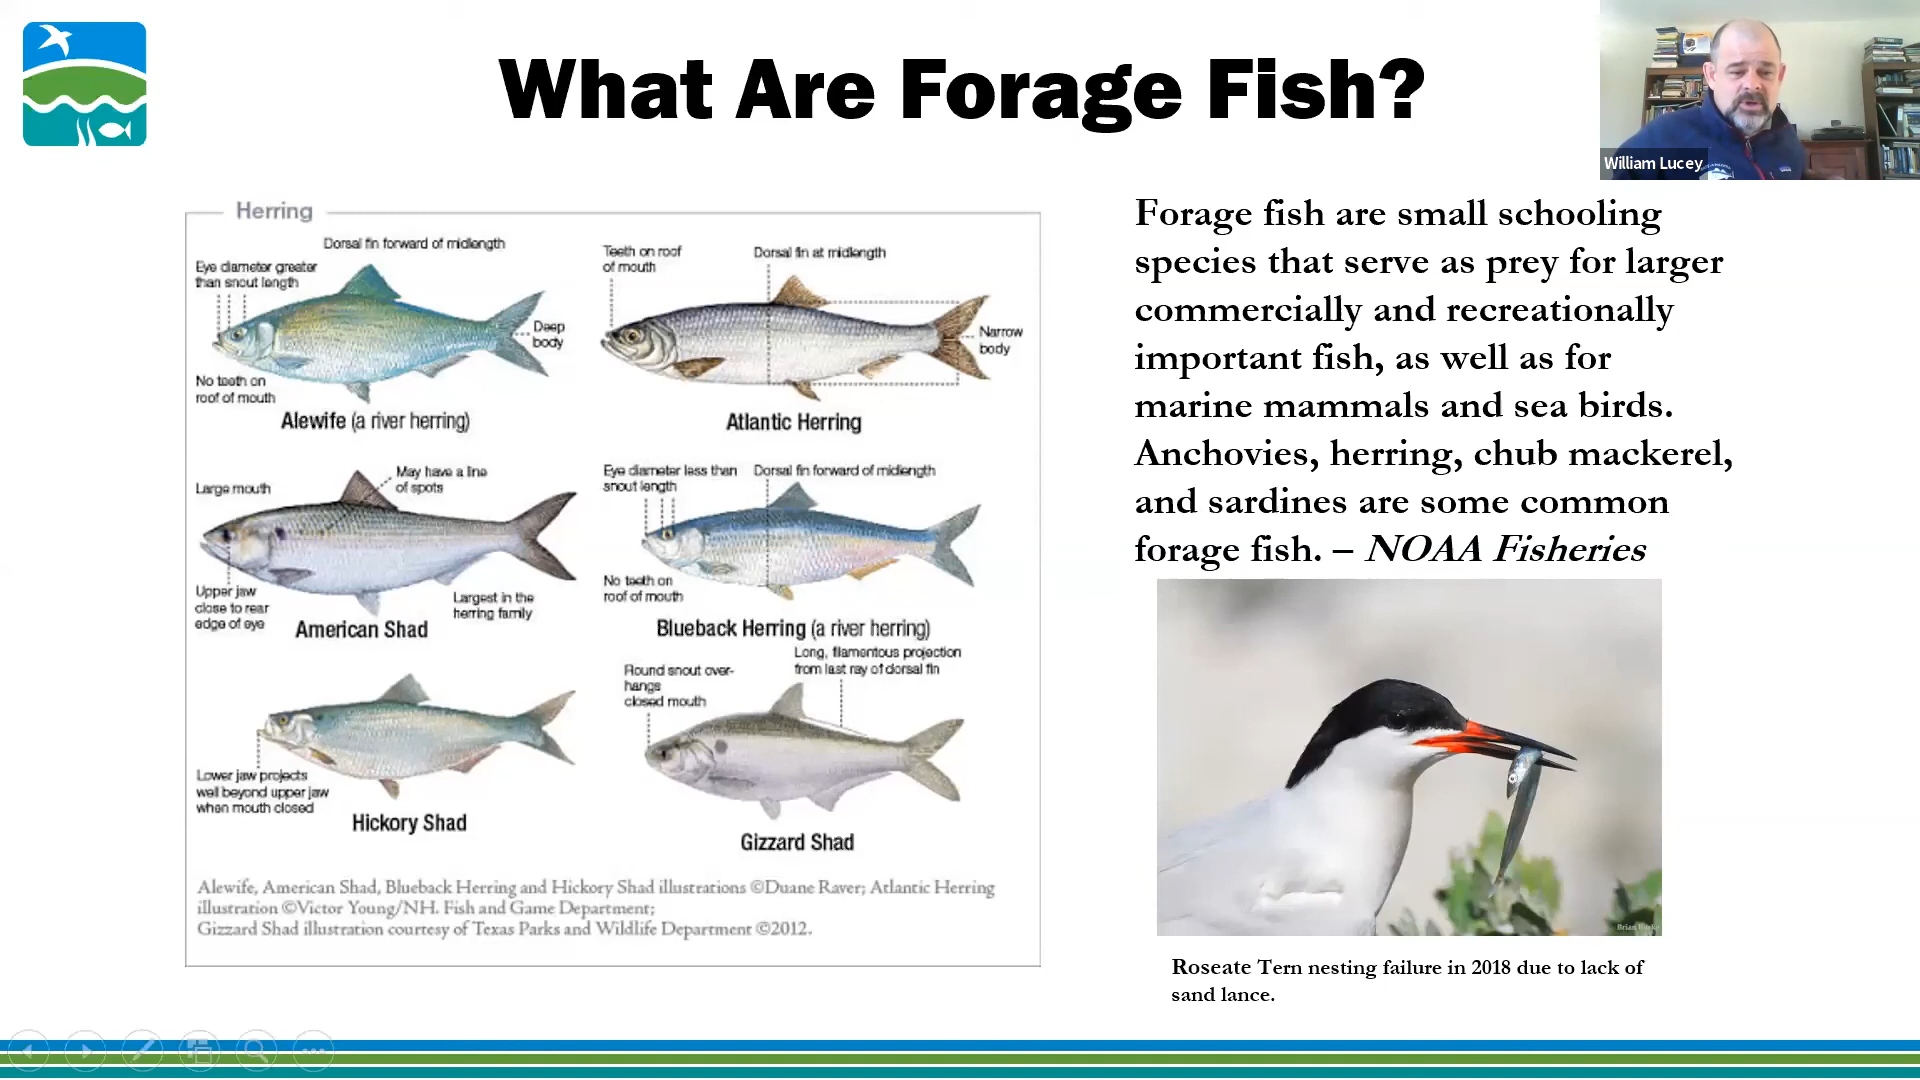 What Are Forage Fish?
William Lucey
Herring
Dorsal fin forward of midlength
Eye diameter greater
than snout length
Deep
body
No teeth on
roof of mouth
Alewife (a river herring)
Teeth on roof
of mouth
Dorsal fin at midlength
Narrow
body
Atlantic Herring
May have a line
of spots
Large mouth
Upper jaw
close to rear
edge of eye
Largest in the
herring family
American Shad
Eye diameter less than
snout length
Dorsal fin forward of midlength
No teeth on
roof of mouth
Blueback Herring (a river herring)
Lower jaw projects
well beyond upper jaw
when mouth closed
Hickory Shad
Long, filamentous projection
from last ray of dorsal fin
Round snout over-
hangs
closed mouth
Gizzard Shad
Alewife, American Shad, Blueback Herring and Hickory Shad illustrations ©Duane Raver; Atlantic Herring
illustration ©Victor Young/NH. Fish and Game Department;
Gizzard Shad illustration courtesy of Texas Parks and Wildlife Department ©2012.
Forage fish are small schooling
species that serve as prey for larger
commercially and recreationally
important fish, as well as for
marine mammals and sea birds.
Anchovies, herring, chub mackerel,
and sardines are some common
forage fish. – NOAA Fisheries
Roseate Tern nesting failure in 2018 due to lack of
sand lance.